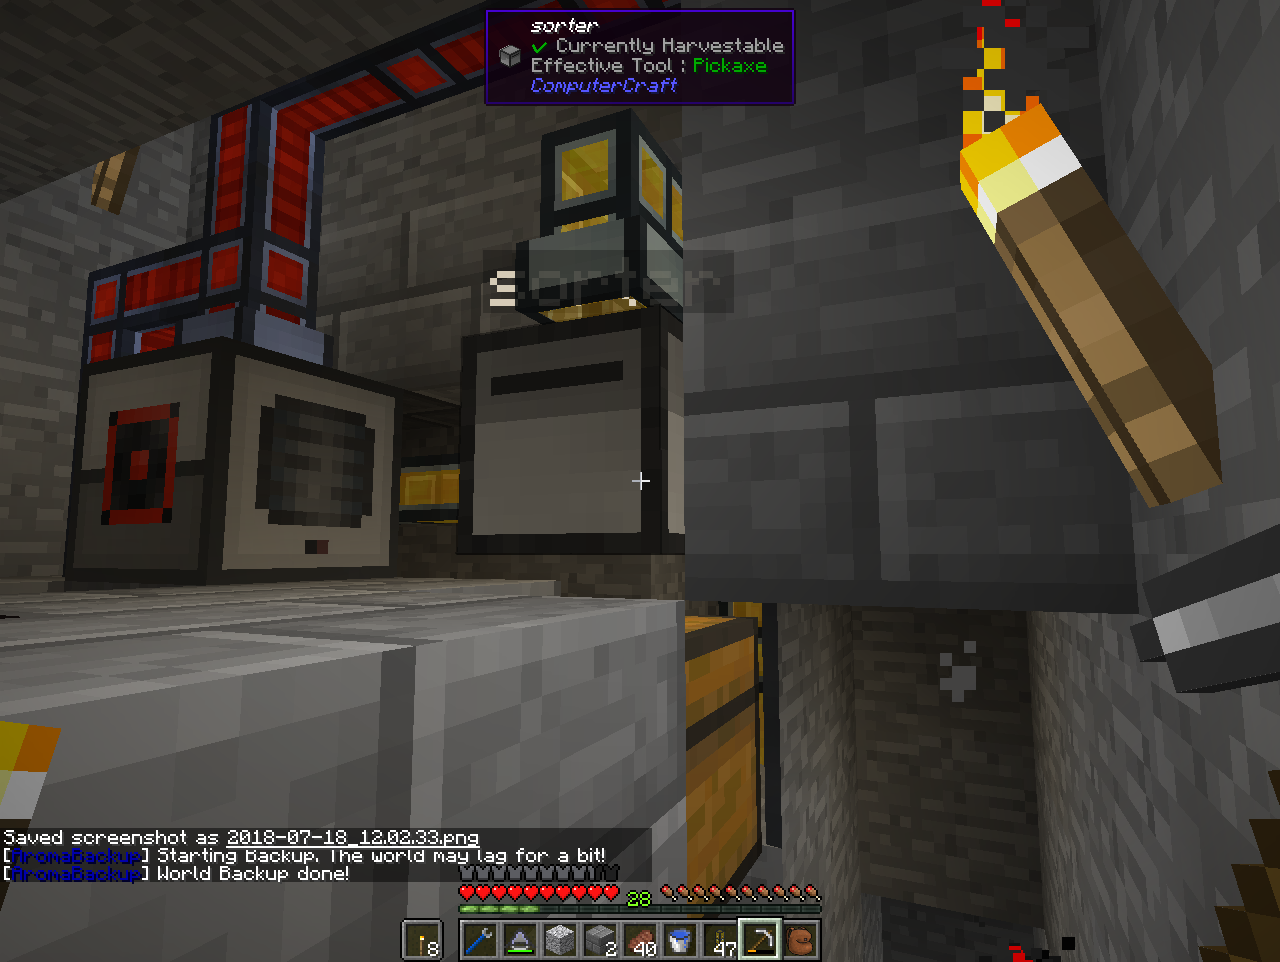 sorter
✓ Currently Harvestable
Effective Tool : Pickaxe
ComputerCraft
sorter
Saved screenshot as 2018-07-18_12.02.33.png
[AromaBackup] Starting Backup. The world may lag for a bit!
[AromaBackup] World Backup done!
28
8
2
40
47